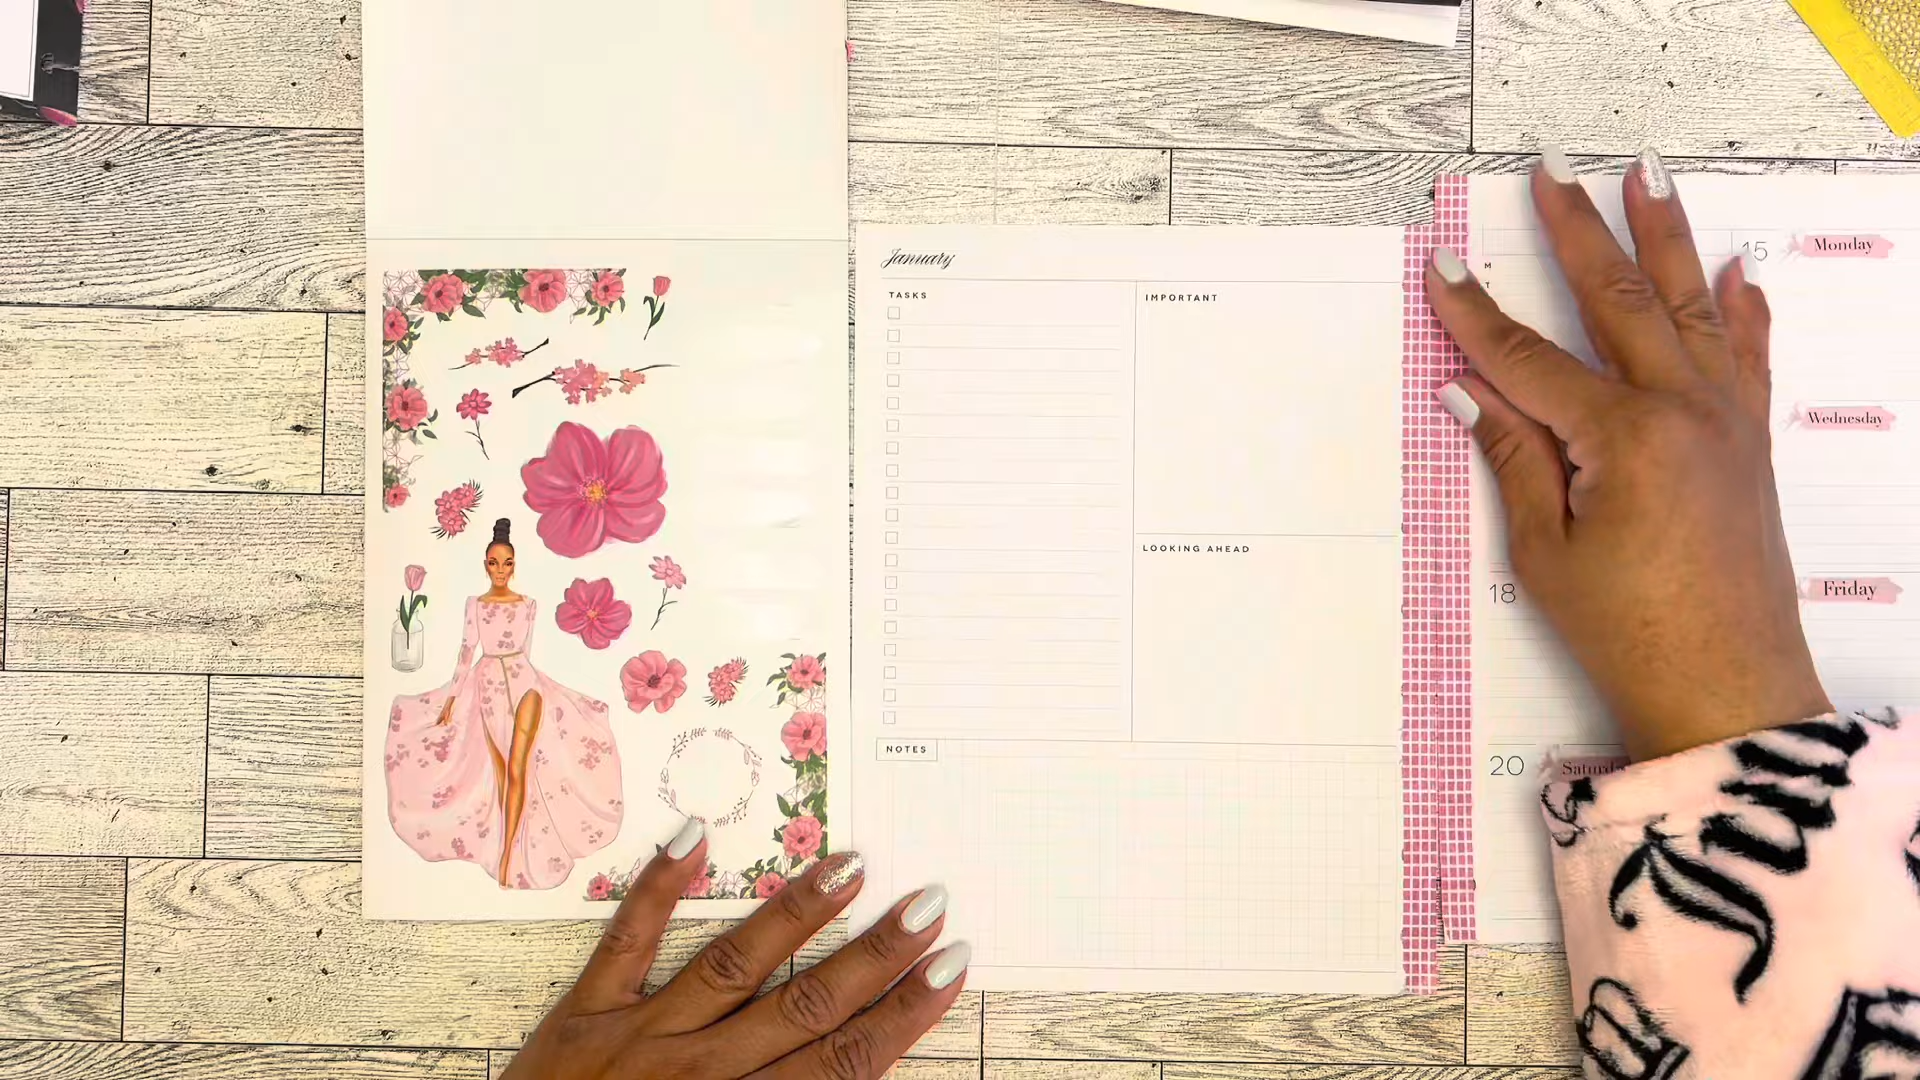 January
TASKS
IMPORTANT
LOOKING AHEAD
NOTES
M
T
15
Monday
Wednesday
18
Friday
20